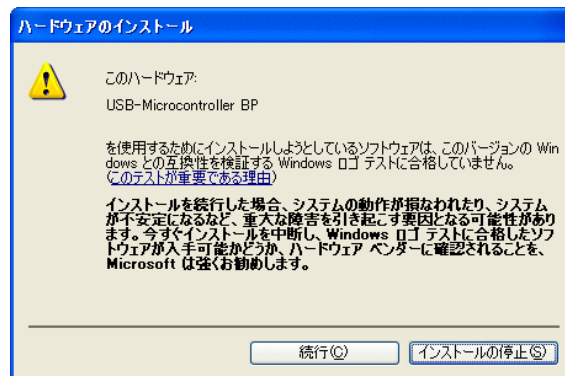 ハードウェアのインストール
このハードウェア:
USB-Microcontroller BP
を使用するためにインストールしようとしているソフトウェアは、このバージョンの Win
dows との互換性を検証する Windows ロゴ テストに合格していません。
(このテストが重要である理由)
インストールを続行した場合、システムの動作が損なわれたり、システム
が不安定になるなど、重大な障害を引き起こす要因となる可能性があり
ます。今すぐインストールを中断し、Windows ロゴ テストに合格したソフ
トウェアが入手可能かどうか、ハードウェア ベンダーに確認されることを、
Microsoft は強くお勧めします。
続行(C)
インストールの停止(S)